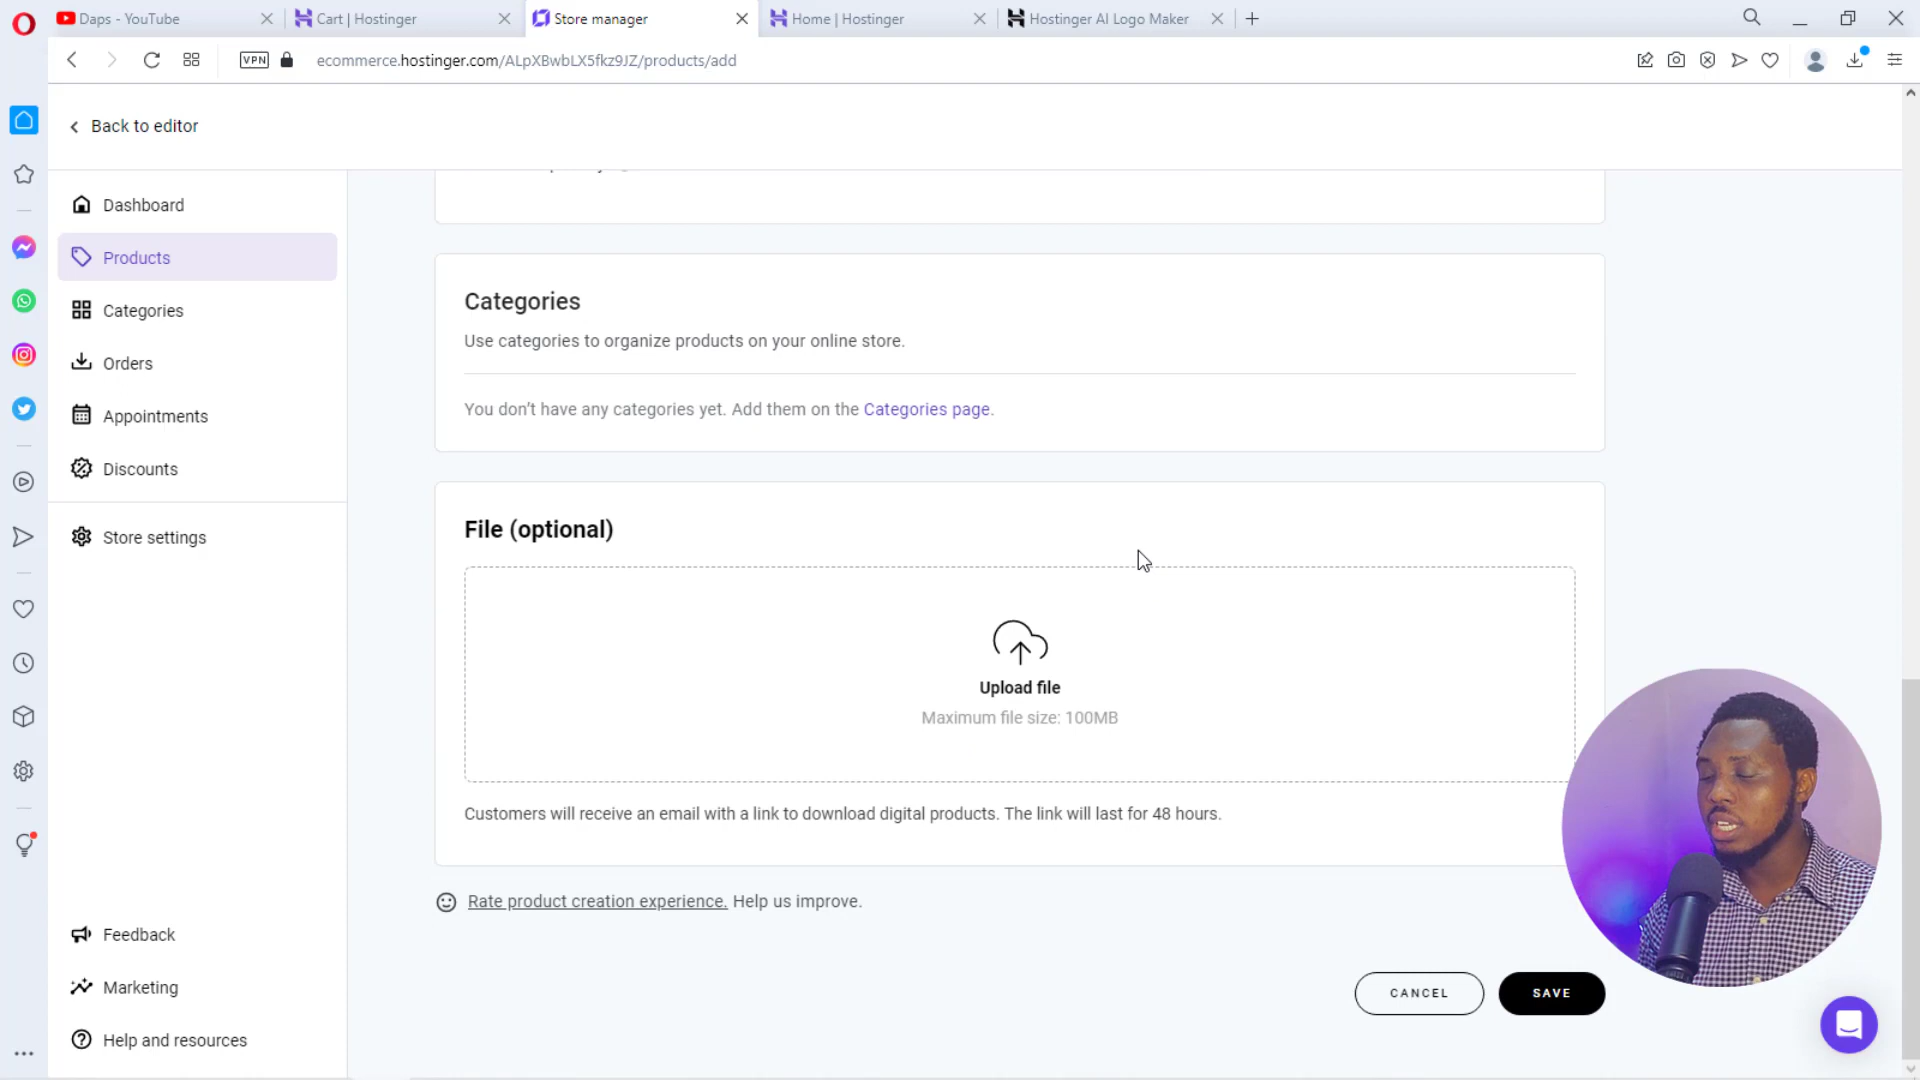 Daps - YouTube
Cart | Hostinger
Store manager
Home | Hostinger
Hostinger AI Logo Maker
VPN
ecommerce.hostinger.com/ALpXBwbLX5fkz9JZ/products/add
Back to editor
Dashboard
Products
Categories
Orders
Appointments
Discounts
Store settings
Feedback
Marketing
Help and resources
Categories
Use categories to organize products on your online store.
You don't have any categories yet. Add them on the Categories page.
File (optional)
Upload file
Maximum file size: 100MB
Customers will receive an email with a link to download digital products. The link will last for 48 hours.
Rate product creation experience. Help us improve.
CANCEL
SAVE